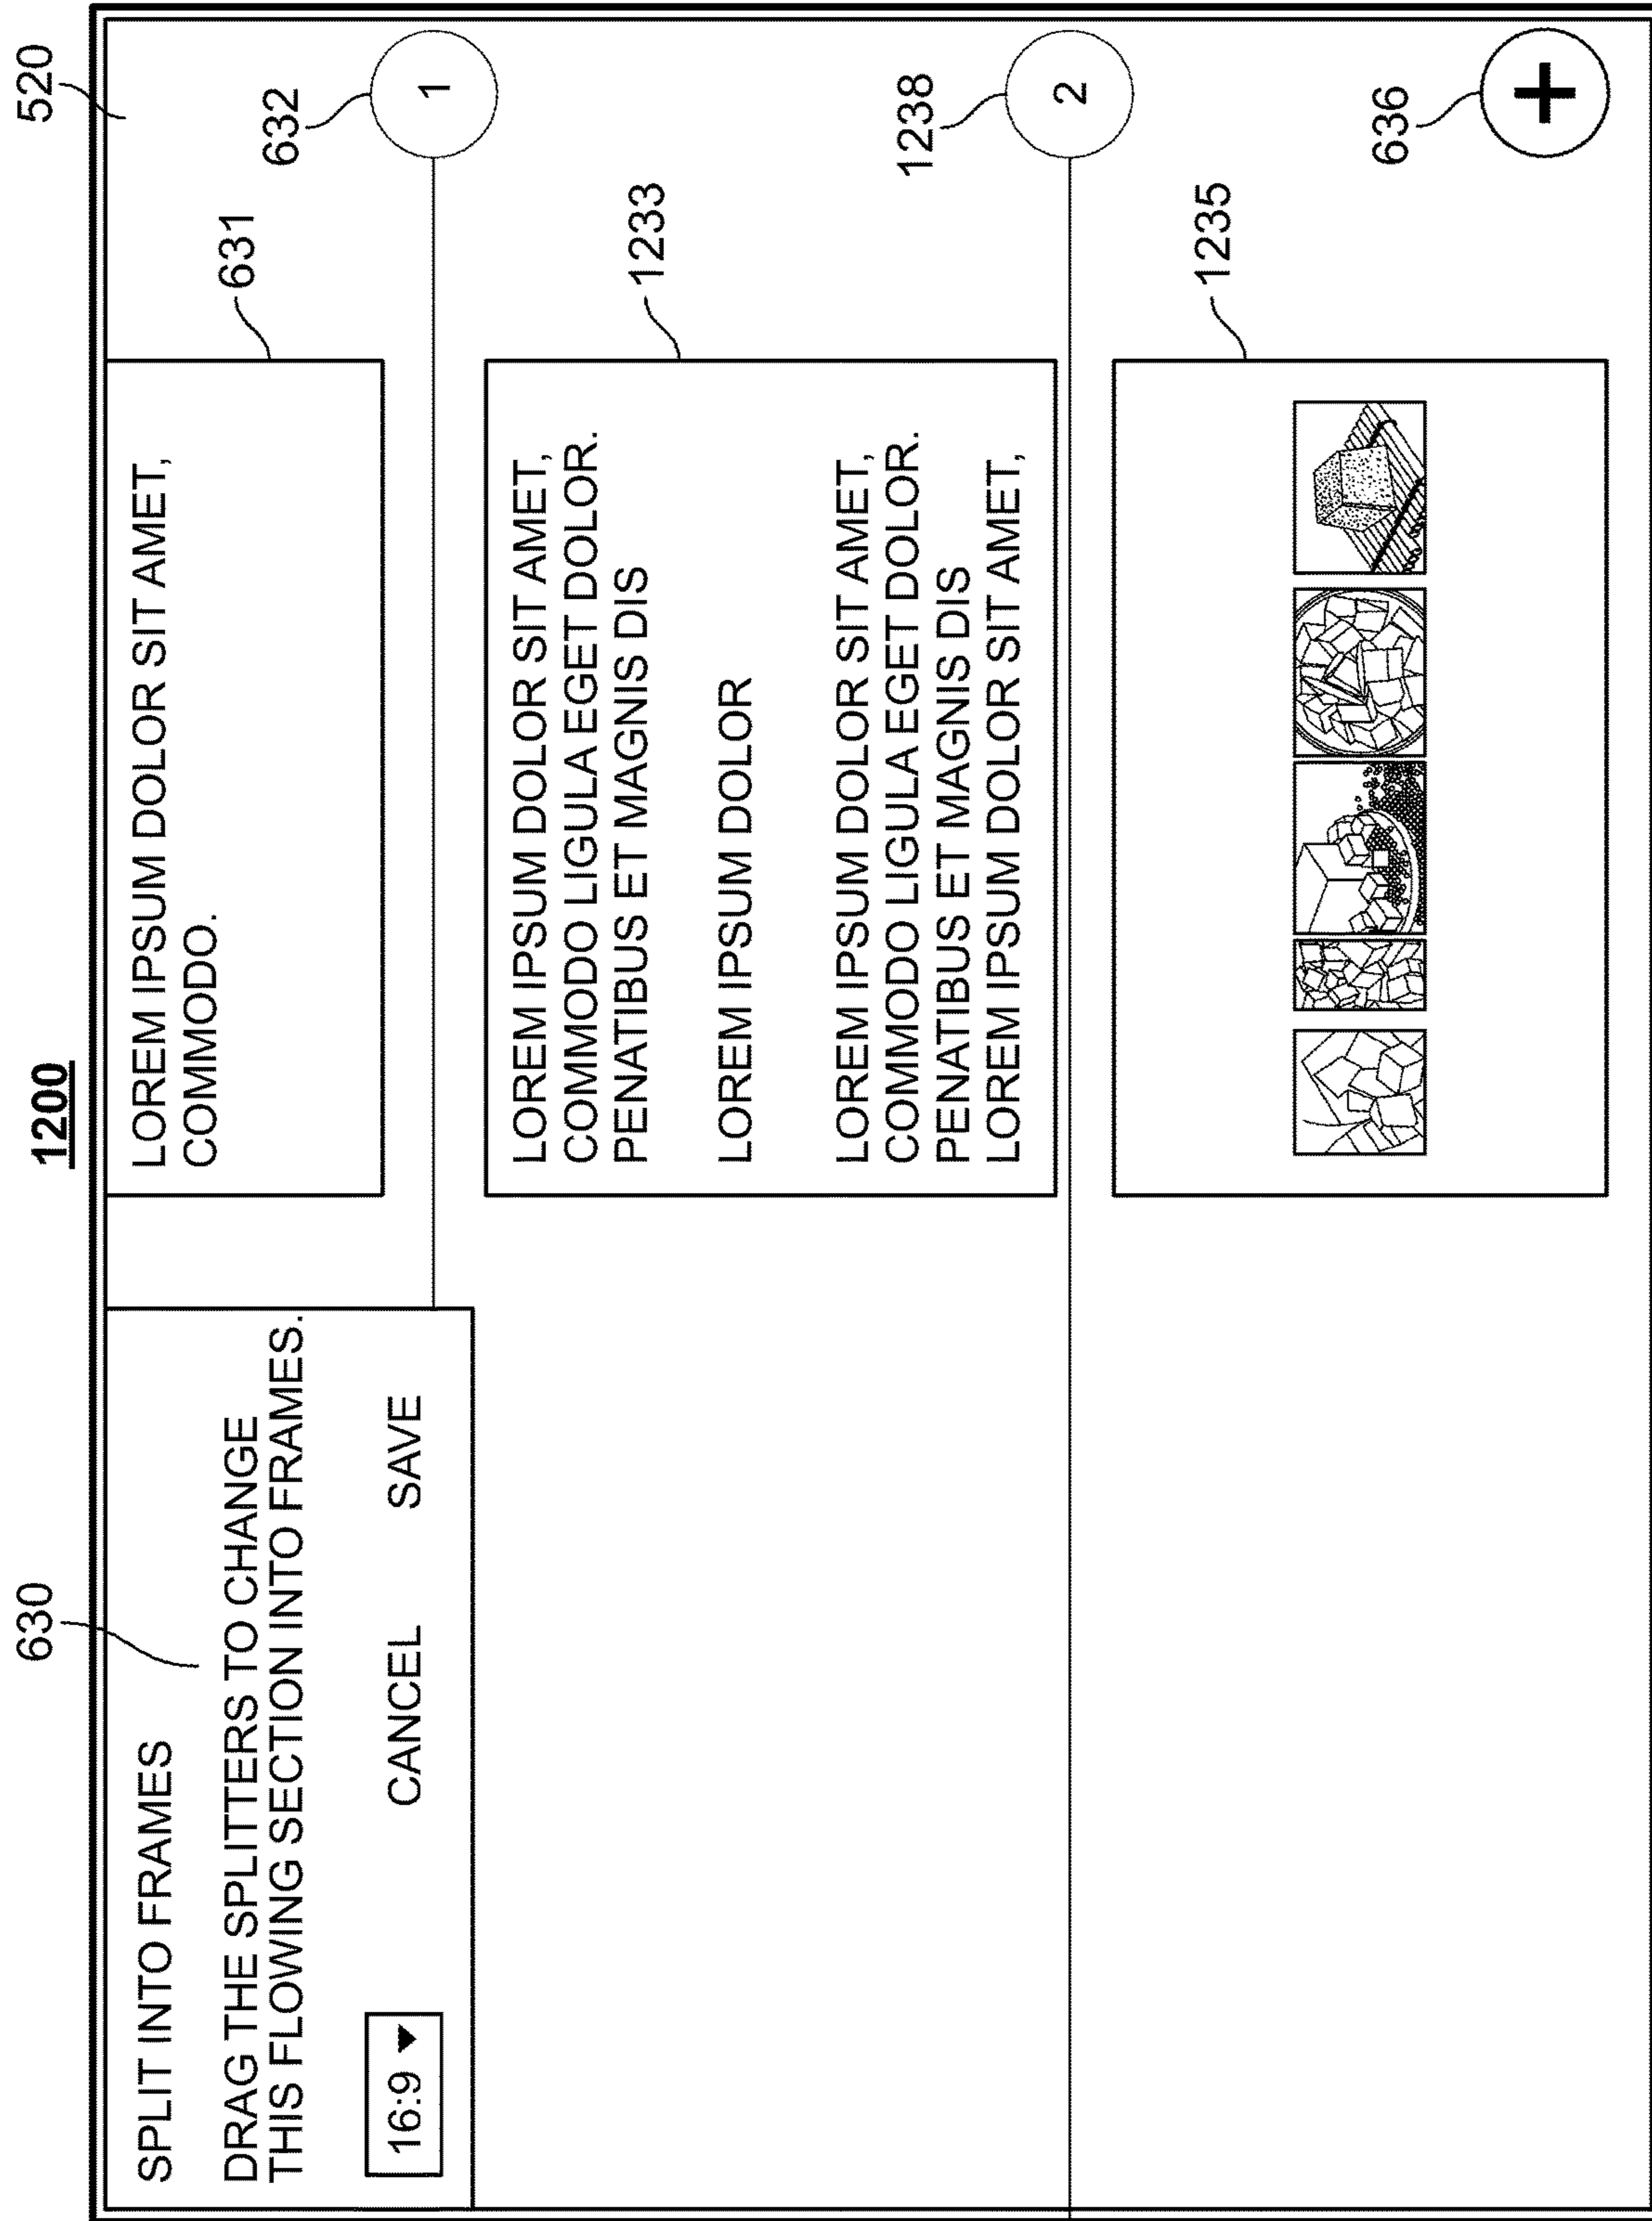 1200
630
520
SPLIT INTO FRAMES
DRAG THE SPLITTERS TO CHANGE
THIS FLOWING SECTION INTO FRAMES.
16:9
CANCEL
SAVE
LOREM IPSUM DOLOR SIT AMET,
COMMODO.
631
632
1
LOREM IPSUM DOLOR SIT AMET,
COMMODO LIGULA EGET DOLOR.
PENATIBUS ET MAGNIS DIS
LOREM IPSUM DOLOR
LOREM IPSUM DOLOR SIT AMET,
COMMODO LIGULA EGET DOLOR.
PENATIBUS ET MAGNIS DIS
LOREM IPSUM DOLOR SIT AMET,
1233
1238
2
1235
636
+